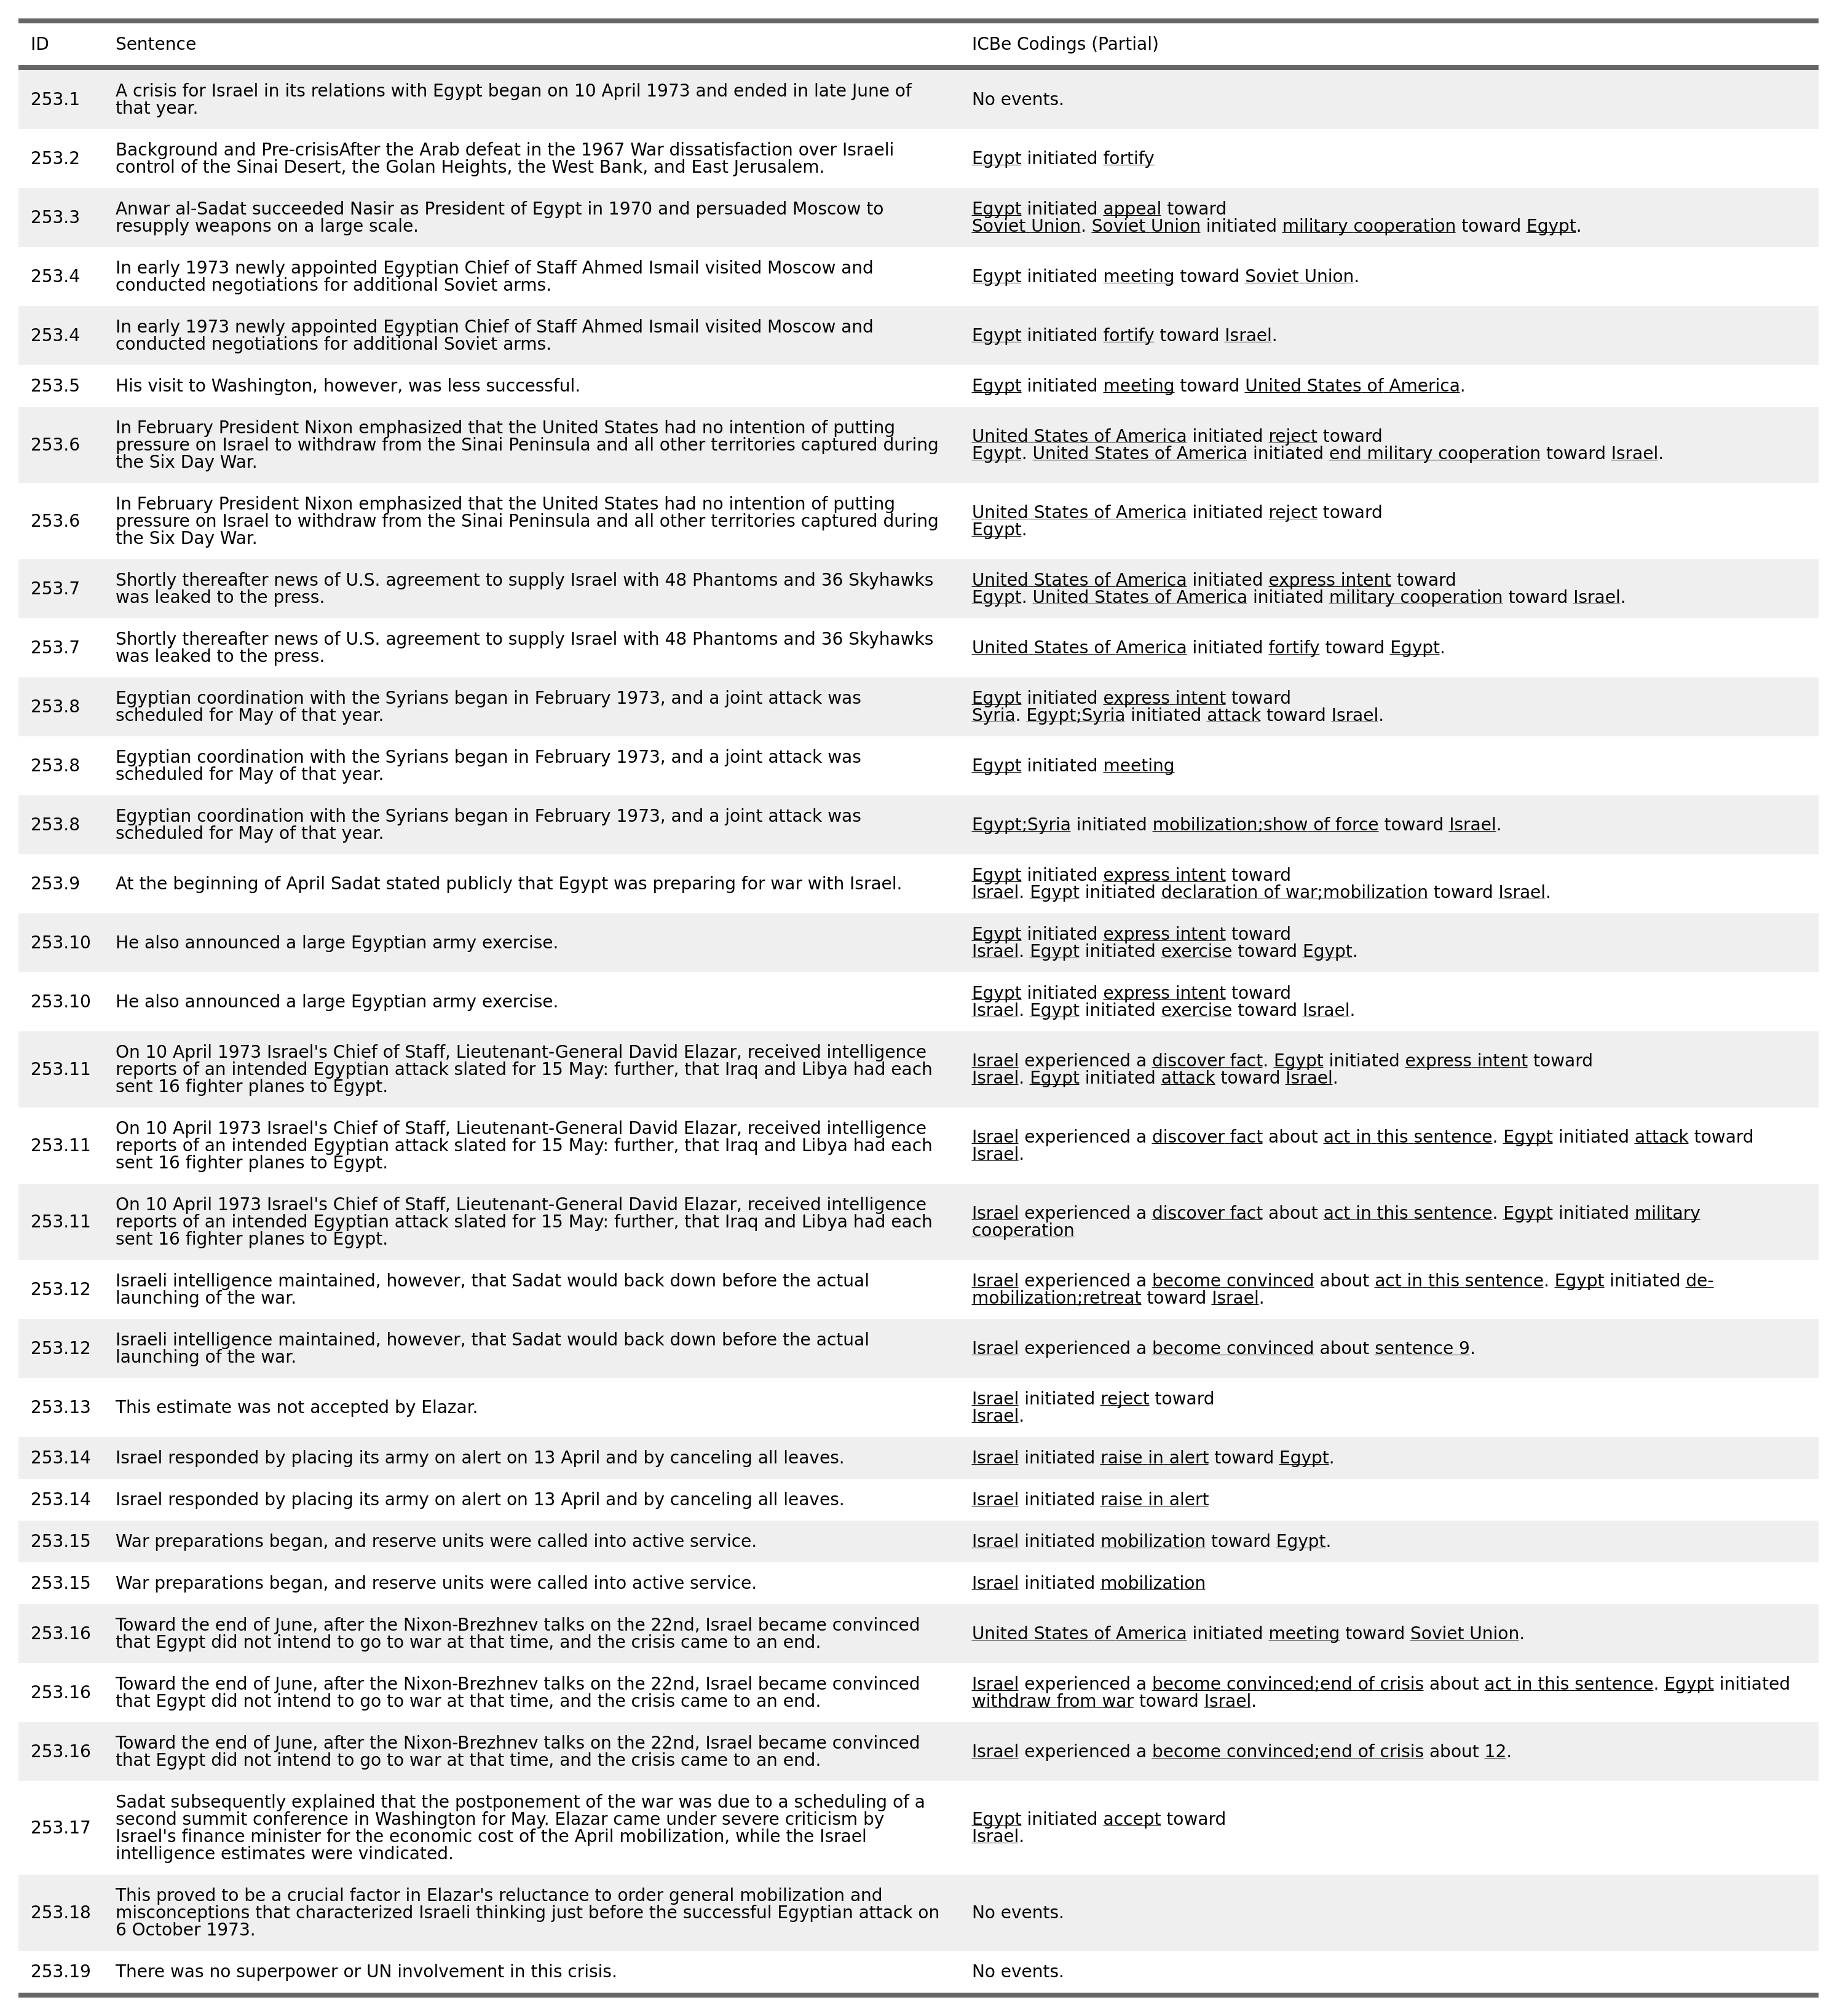 ID Sentence ICBe Codings (Partial)
253.1 A crisis for Israel in its relations with Egypt began on 10 April 1973 and ended in late June of
that year. No events.
253.2 Background and Pre-crisisAfter the Arab defeat in the 1967 War dissatisfaction over Israeli
control of the Sinai Desert, the Golan Heights, the West Bank, and East Jerusalem. Egypt initiated fortify
253.3 Anwar al-Sadat succeeded Nasir as President of Egypt in 1970 and persuaded Moscow to
resupply weapons on a large scale. Egypt initiated appeal toward
Soviet Union. Soviet Union initiated military cooperation toward Egypt.
253.4 In early 1973 newly appointed Egyptian Chief of Staff Ahmed Ismail visited Moscow and
conducted negotiations for additional Soviet arms. Egypt initiated meeting toward Soviet Union.
253.4 In early 1973 newly appointed Egyptian Chief of Staff Ahmed Ismail visited Moscow and
conducted negotiations for additional Soviet arms. Egypt initiated fortify toward Israel.
253.5 His visit to Washington, however, was less successful. Egypt initiated meeting toward United States of America.
253.6 In February President Nixon emphasized that the United States had no intention of putting
pressure on Israel to withdraw from the Sinai Peninsula and all other territories captured during
the Six Day War. United States of America initiated reject toward
Egypt. United States of America initiated end military cooperation toward Israel.
253.6 In February President Nixon emphasized that the United States had no intention of putting
pressure on Israel to withdraw from the Sinai Peninsula and all other territories captured during
the Six Day War. United States of America initiated reject toward
Egypt.
253.7 Shortly thereafter news of U.S. agreement to supply Israel with 48 Phantoms and 36 Skyhawks
was leaked to the press. United States of America initiated express intent toward
Egypt. United States of America initiated military cooperation toward Israel.
253.7 Shortly thereafter news of U.S. agreement to supply Israel with 48 Phantoms and 36 Skyhawks
was leaked to the press. United States of America initiated fortify toward Egypt.
253.8 Egyptian coordination with the Syrians began in February 1973, and a joint attack was
scheduled for May of that year. Egypt initiated express intent toward
Syria. Egypt;Syria initiated attack toward Israel.
253.8 Egyptian coordination with the Syrians began in February 1973, and a joint attack was
scheduled for May of that year. Egypt initiated meeting
253.8 Egyptian coordination with the Syrians began in February 1973, and a joint attack was
scheduled for May of that year. Egypt;Syria initiated mobilization;show of force toward Israel.
253.9 At the beginning of April Sadat stated publicly that Egypt was preparing for war with Israel. Egypt initiated express intent toward
Israel. Egypt initiated declaration of war;mobilization toward Israel.
253.10 He also announced a large Egyptian army exercise. Egypt initiated express intent toward
Israel. Egypt initiated exercise toward Egypt.
253.10 He also announced a large Egyptian army exercise. Egypt initiated express intent toward
Israel. Egypt initiated exercise toward Israel.
253.11 On 10 April 1973 Israel's Chief of Staff, Lieutenant-General David Elazar, received intelligence
reports of an intended Egyptian attack slated for 15 May: further, that Iraq and Libya had each
sent 16 fighter planes to Egypt. Israel experienced a discover fact. Egypt initiated express intent toward
Israel. Egypt initiated attack toward Israel.
253.11 On 10 April 1973 Israel's Chief of Staff, Lieutenant-General David Elazar, received intelligence
reports of an intended Egyptian attack slated for 15 May: further, that Iraq and Libya had each
sent 16 fighter planes to Egypt. Israel experienced a discover fact about act in this sentence. Egypt initiated attack toward
Israel.
253.11 On 10 April 1973 Israel's Chief of Staff, Lieutenant-General David Elazar, received intelligence
reports of an intended Egyptian attack slated for 15 May: further, that Iraq and Libya had each
sent 16 fighter planes to Egypt. Israel experienced a discover fact about act in this sentence. Egypt initiated military
cooperation
253.12 Israeli intelligence maintained, however, that Sadat would back down before the actual
launching of the war. Israel experienced a become convinced about act in this sentence. Egypt initiated de-
mobilization;retreat toward Israel.
253.12 Israeli intelligence maintained, however, that Sadat would back down before the actual
launching of the war. Israel experienced a become convinced about sentence 9.
253.13 This estimate was not accepted by Elazar. Israel initiated reject toward
Israel.
253.14 Israel responded by placing its army on alert on 13 April and by canceling all leaves. Israel initiated raise in alert toward Egypt.
253.14 Israel responded by placing its army on alert on 13 April and by canceling all leaves. Israel initiated raise in alert
253.15 War preparations began, and reserve units were called into active service. Israel initiated mobilization toward Egypt.
253.15 War preparations began, and reserve units were called into active service. Israel initiated mobilization
253.16 Toward the end of June, after the Nixon-Brezhnev talks on the 22nd, Israel became convinced
that Egypt did not intend to go to war at that time, and the crisis came to an end. United States of America initiated meeting toward Soviet Union.
253.16 Toward the end of June, after the Nixon-Brezhnev talks on the 22nd, Israel became convinced
that Egypt did not intend to go to war at that time, and the crisis came to an end. Israel experienced a become convinced;end of crisis about act in this sentence. Egypt initiated
withdraw from war toward Israel.
253.16 Toward the end of June, after the Nixon-Brezhnev talks on the 22nd, Israel became convinced
that Egypt did not intend to go to war at that time, and the crisis came to an end. Israel experienced a become convinced;end of crisis about 12.
253.17 Sadat subsequently explained that the postponement of the war was due to a scheduling of a
second summit conference in Washington for May. Elazar came under severe criticism by
Israel's finance minister for the economic cost of the April mobilization, while the Israel
intelligence estimates were vindicated. Egypt initiated accept toward
Israel.
253.18 This proved to be a crucial factor in Elazar's reluctance to order general mobilization and
misconceptions that characterized Israeli thinking just before the successful Egyptian attack on
6 October 1973. No events.
253.19 There was no superpower or UN involvement in this crisis. No events.